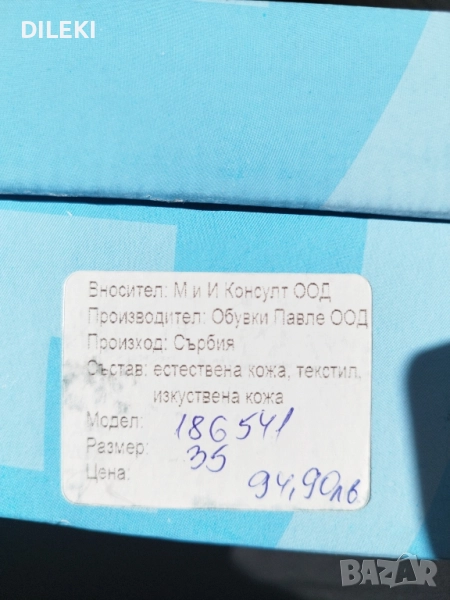 DILEKI
Вносител: М и И Консулт ООД
Производител: Обувки Павле ООД
Произход: Сърбия
Състав: естествена кожа, текстил,
изкуствена кожа
Модел: 186541
Размер: 35
Цена: 94,90лв
BAZAR